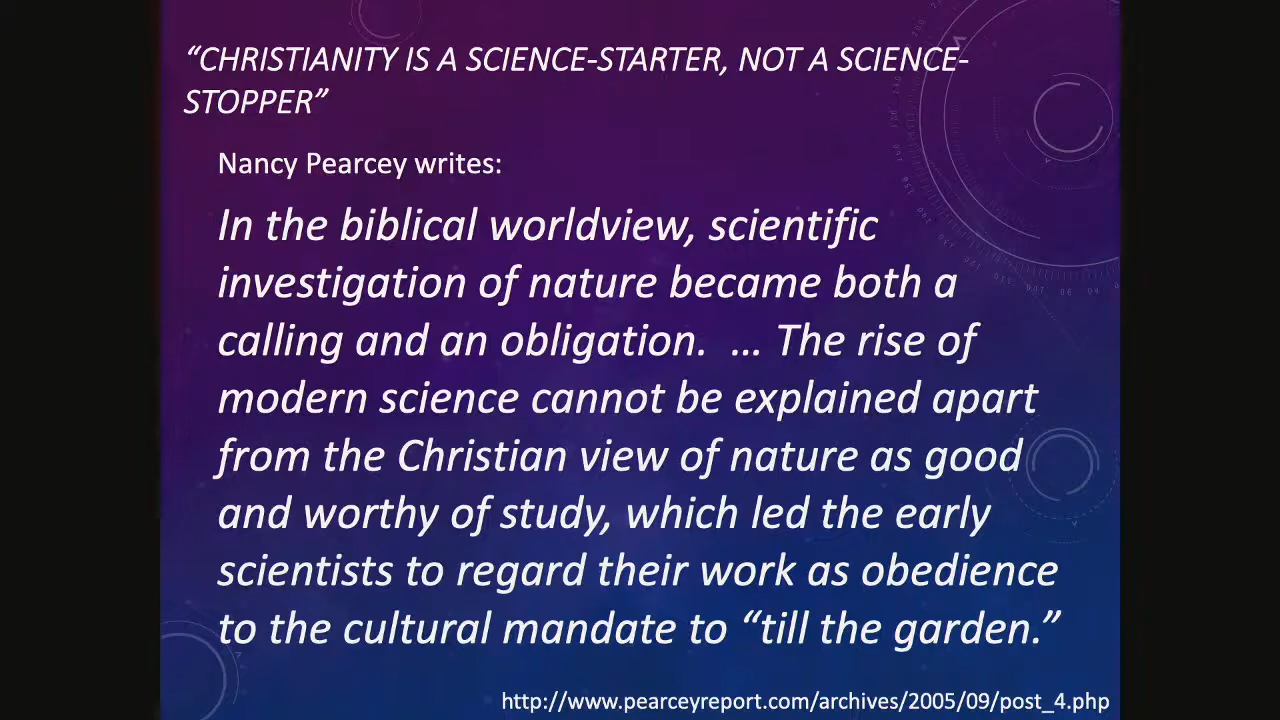 “CHRISTIANITY IS A SCIENCE-STARTER, NOT A SCIENCE-
STOPPER”
Nancy Pearcey writes:
In the biblical worldview, scientific
investigation of nature became both a
calling and an obligation. … The rise of
modern science cannot be explained apart
from the Christian view of nature as good
and worthy of study, which led the early
scientists to regard their work as obedience
to the cultural mandate to “till the garden.”
http://www.pearceyreport.com/archives/2005/09/post_4.php